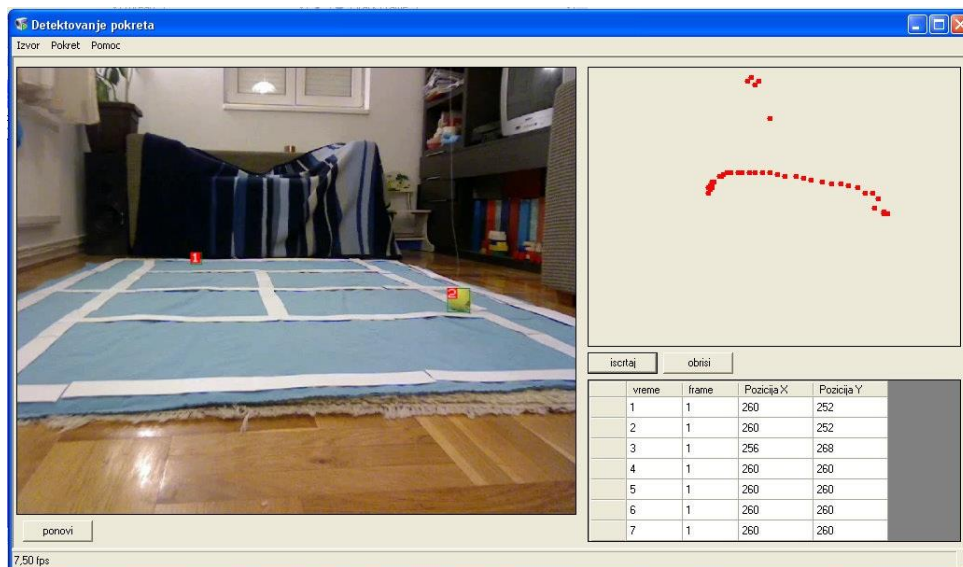 Detektovanje pokreta
Izvor Pokret Pomoc
1
2
iscrtaj obrisi
vreme frame Pozicija X Pozicija Y
1 1 260 252
2 1 260 252
3 1 256 268
4 1 260 260
5 1 260 260
6 1 260 260
7 1 260 260
ponovi
7,50 fps